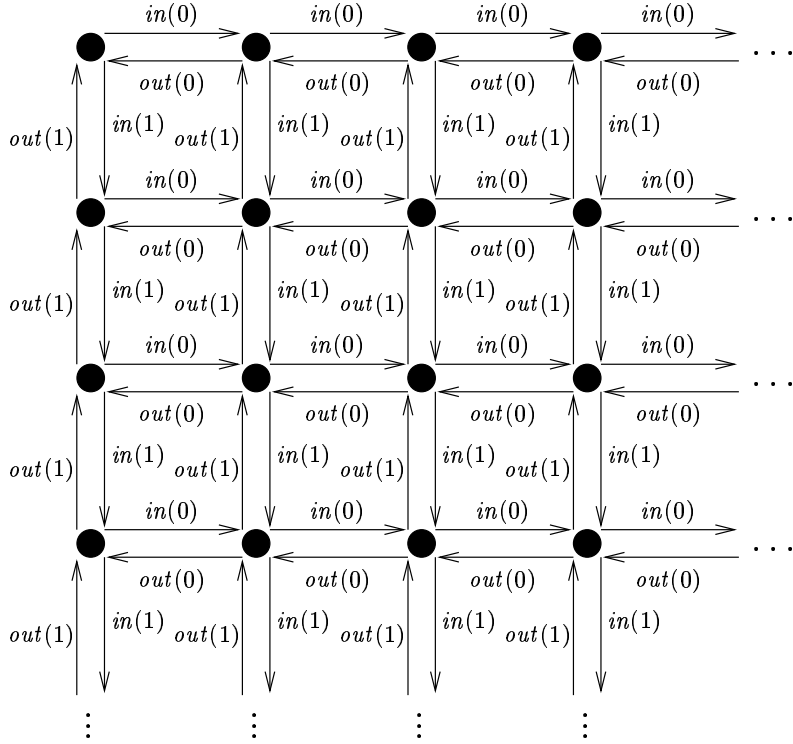 in(0) in(0) in(0) in(0)
...
out(0) out(0) out(0) out(0)
out(1) in(1) out(1) in(1) out(1) in(1) out(1) in(1)
in(0) in(0) in(0) in(0)
...
out(0) out(0) out(0) out(0)
out(1) in(1) out(1) in(1) out(1) in(1) out(1) in(1)
in(0) in(0) in(0) in(0)
...
out(0) out(0) out(0) out(0)
out(1) in(1) out(1) in(1) out(1) in(1) out(1) in(1)
in(0) in(0) in(0) in(0)
...
out(0) out(0) out(0) out(0)
out(1) in(1) out(1) in(1) out(1) in(1) out(1) in(1)
⋮ ⋮ ⋮ ⋮